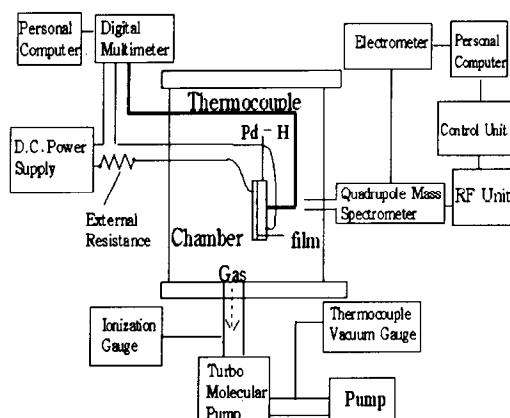 Personal
Computer
Digital
Multimeter
Electrometer
Personal
Computer
Thermocouple
Pd - H
D.C. Power
Supply
Control Unit
External
Resistance
Quadrupole Mass
Spectrometer
RF Unit
Chamber
film
Gas
Ionization
Gauge
Thermocouple
Vacuum Gauge
Turbo
Molecular
Pump
Pump